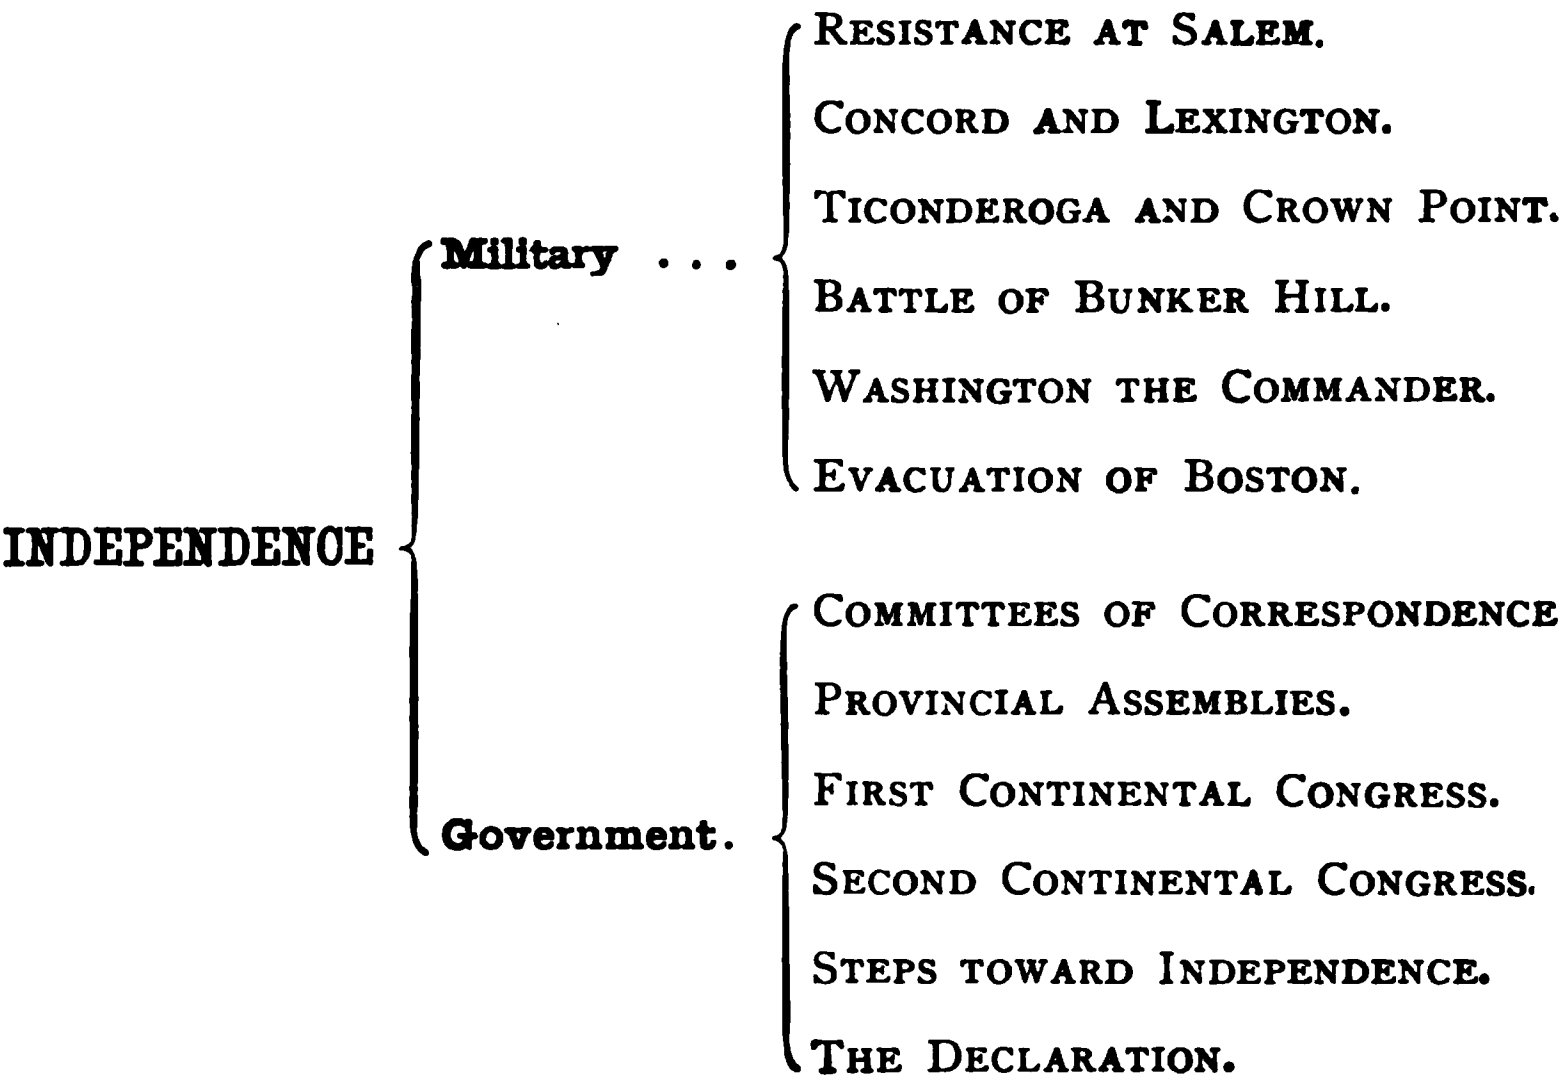 RESISTANCE AT SALEM.
CONCORD AND LEXINGTON.
TICONDEROGA AND CROWN POINT.
Military ...
BATTLE OF BUNKER HILL.
WASHINGTON THE COMMANDER.
EVACUATION OF BOSTON.
INDEPENDENCE
COMMITTEES OF CORRESPONDENCE
PROVINCIAL ASSEMBLIES.
FIRST CONTINENTAL CONGRESS.
Government.
SECOND CONTINENTAL CONGRESS.
STEPS TOWARD INDEPENDENCE.
THE DECLARATION.